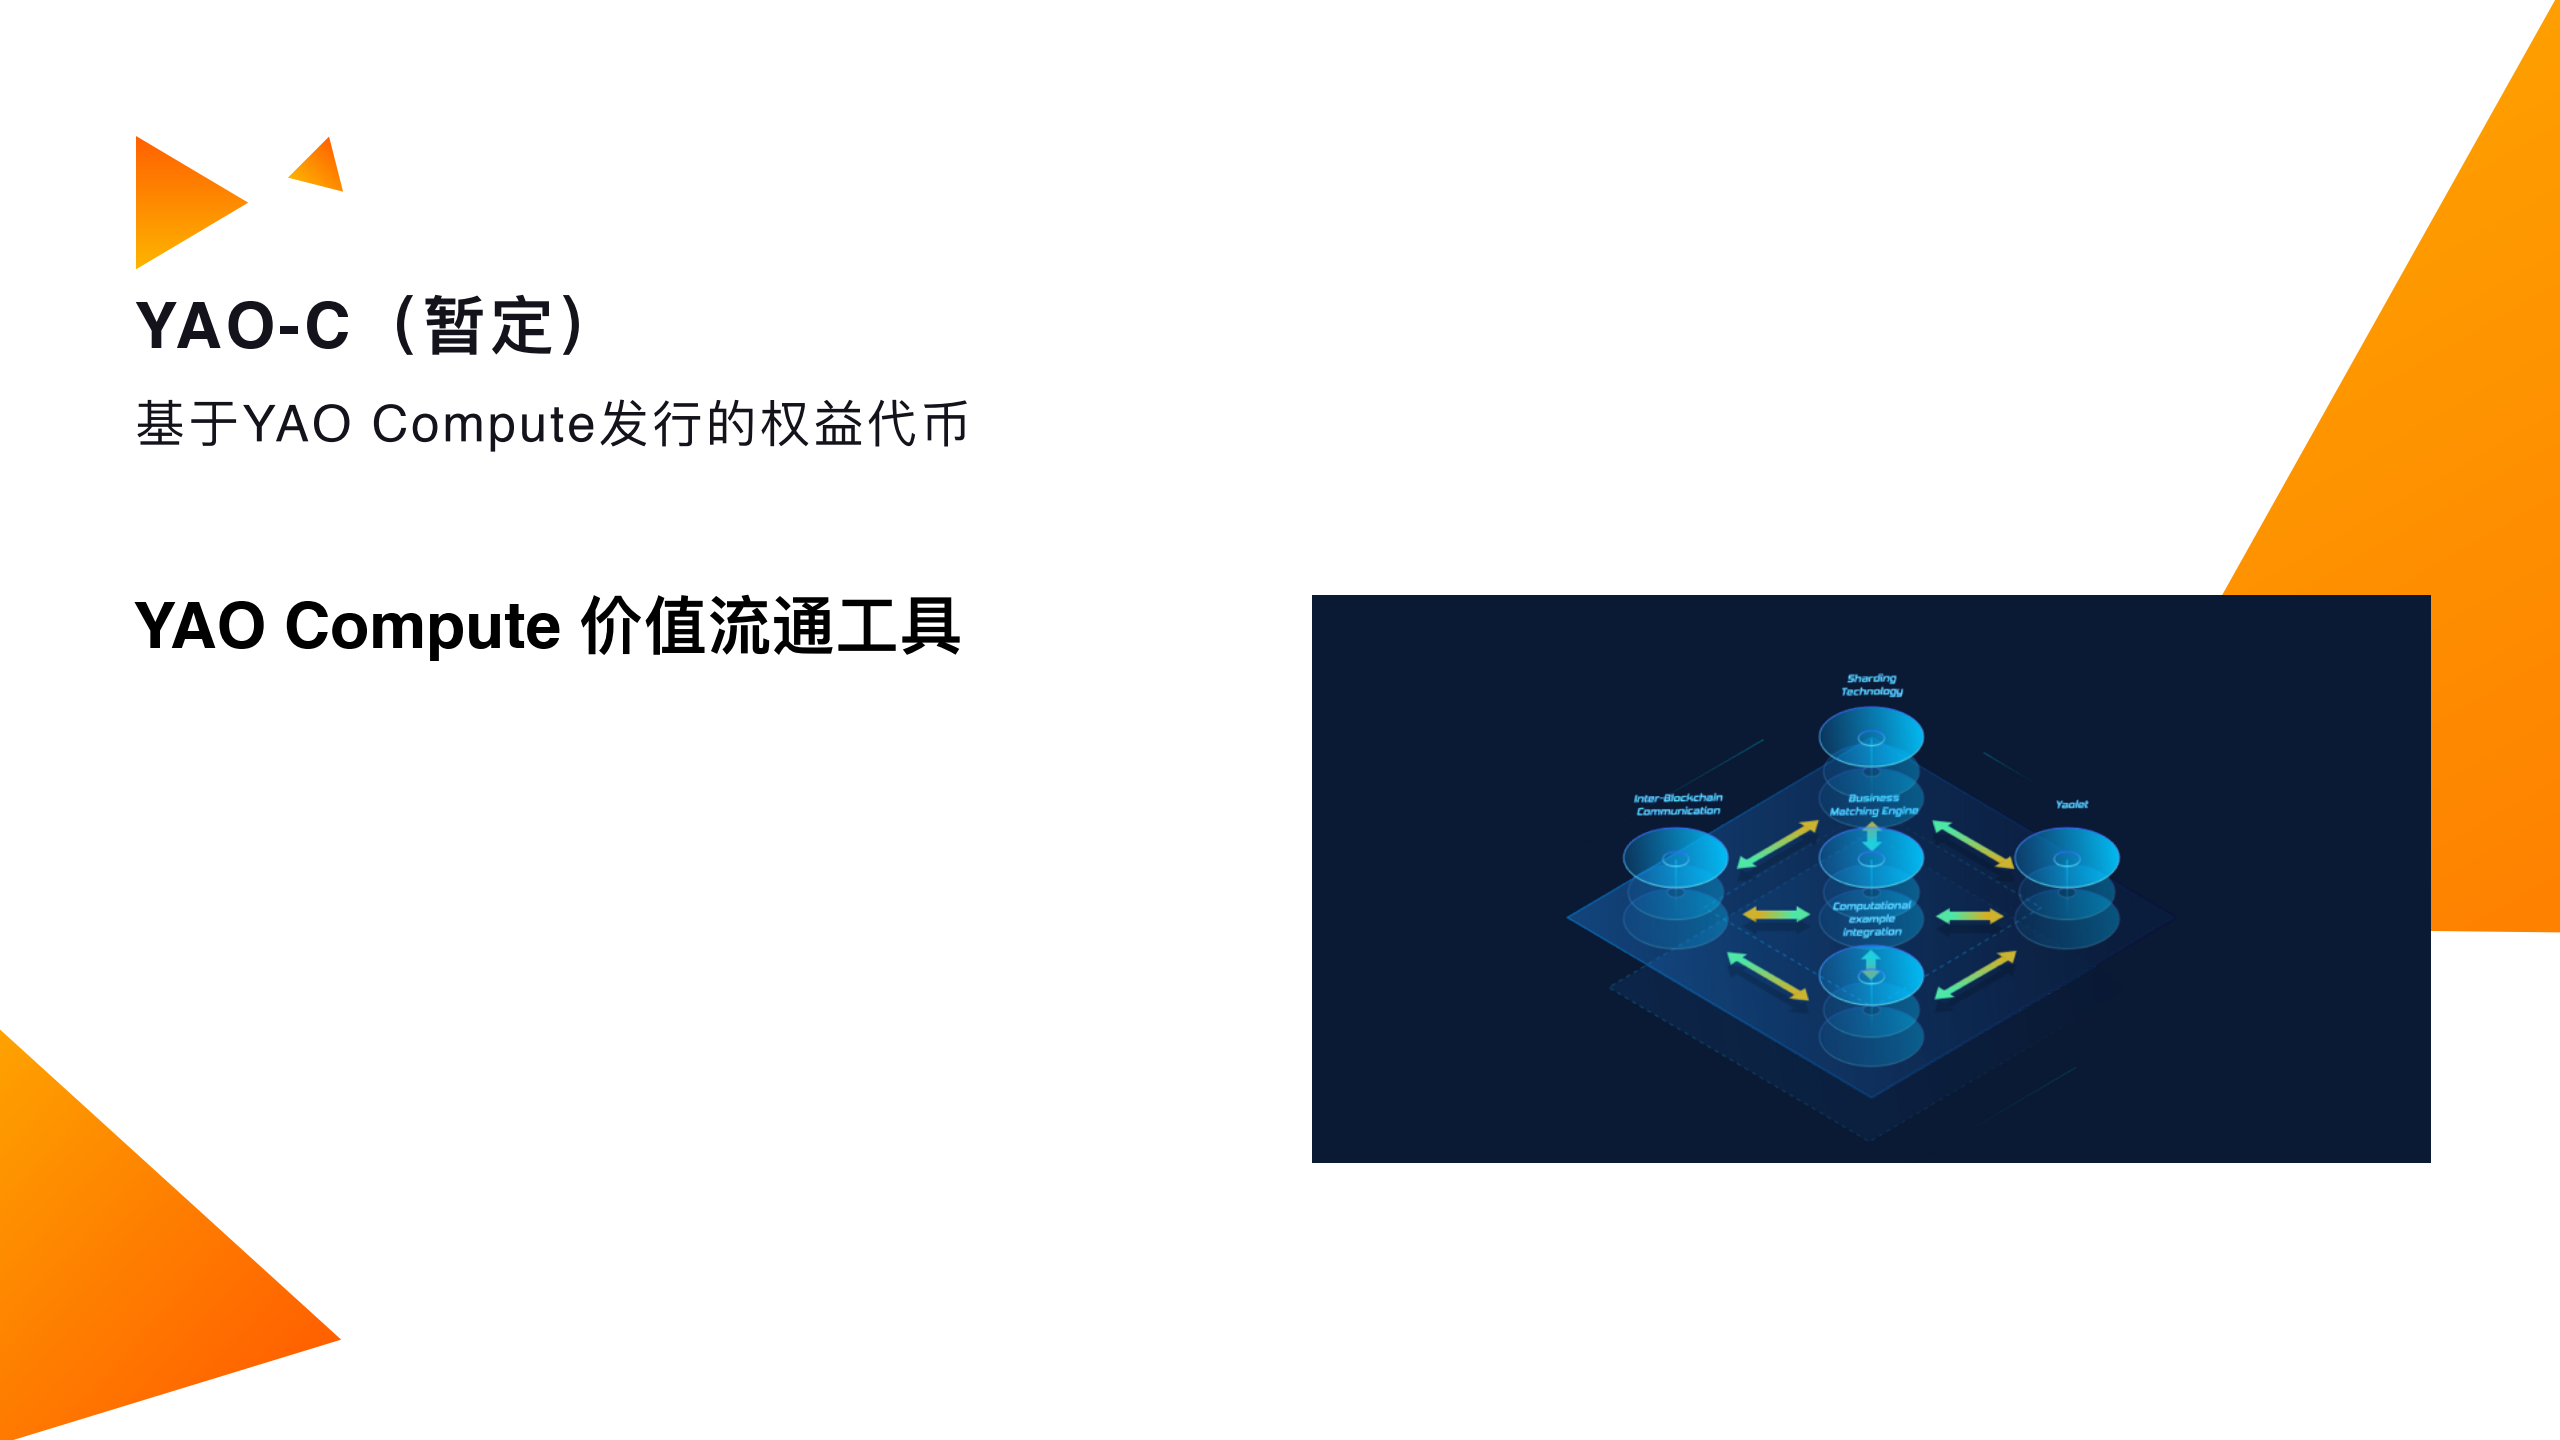 YAO-C（暂定）
基于YAO Compute发行的权益代币
YAO Compute 价值流通工具
Sharding
Technology
Inter-Blockchain
Communication
Business
Matching Engine
Yaolet
Computational
example
integration